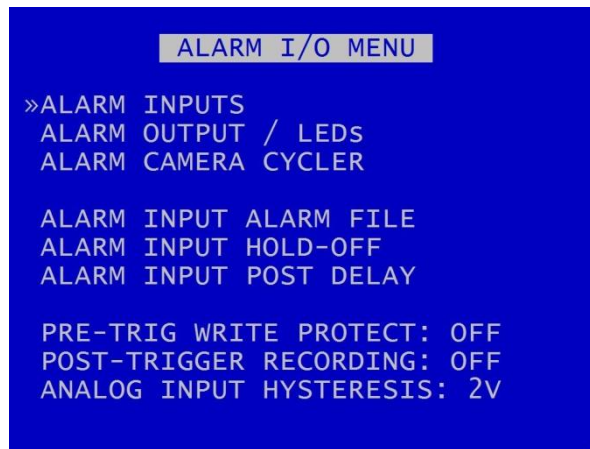 ALARM I/O MENU
»ALARM INPUTS
ALARM OUTPUT / LEDs
ALARM CAMERA CYCLER
ALARM INPUT ALARM FILE
ALARM INPUT HOLD-OFF
ALARM INPUT POST DELAY
PRE-TRIG WRITE PROTECT: OFF
POST-TRIGGER RECORDING: OFF
ANALOG INPUT HYSTERESIS: 2V